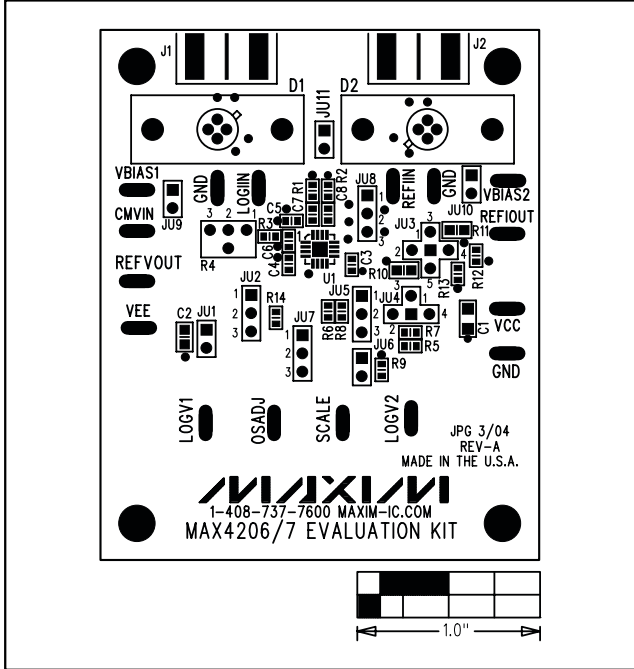 J1
J2
D1
JU11
D2
VBIAS1
GND
LOGIIN
R1
R2
C8
C7
C5
JU8
REFIIN
GND
VBIAS2
CMVIN
JU9
3 2 1
R3
R4
C6
C4
1
2
3
JU3
JU10
R11
REFIOUT
1
2
4
5
3
REFVOUT
U1
C3
R10
R13
R12
VEE
C2
JU1
JU2
1
2
3
R14
JU7
1
2
3
JU5
1
2
3
R6
R8
JU4
3
1
2
4
R7
R5
JU6
R9
C1
VCC
GND
LOGV1
OSADJ
SCALE
LOGV2
JPG 3/04
REV-A
MADE IN THE U.S.A.
MAXIM
1-408-737-7600 MAXIM-IC.COM
MAX4206/7 EVALUATION KIT
1.0"